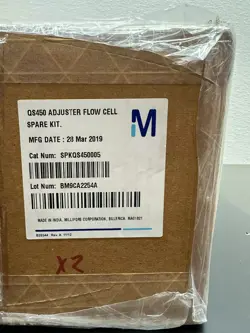 QS450 ADJUSTER FLOW CELL
SPARE KIT.
MFG DATE : 28 Mar 2019
M
Cat Num: SPKQS450005
Lot Num: BM9CA2254A
MADE IN INDIA, MILLIPORE CORPORATION, BILLERICA, MA01821
X2